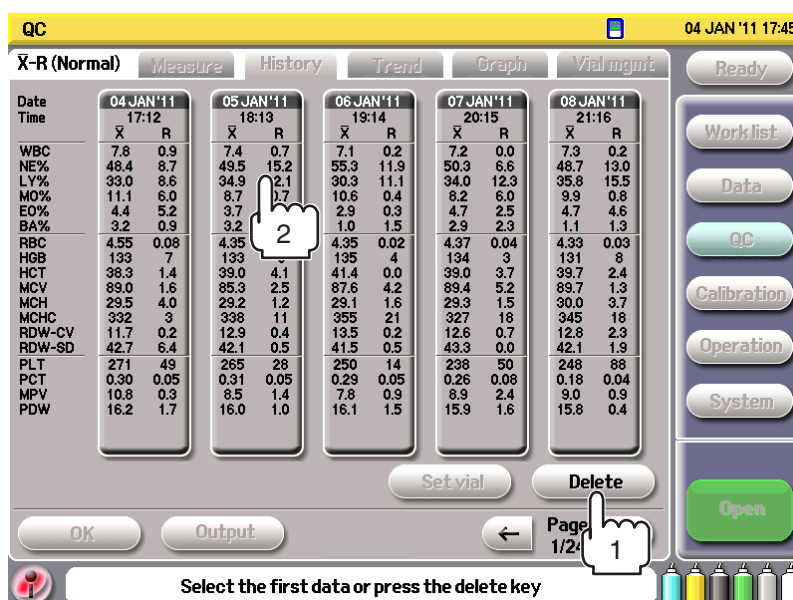 QC 04 JAN '11 17:45
X̄-R (Normal) Measure History Trend Graph Vial mgmt Ready
Date 04 JAN '11 05 JAN '11 06 JAN '11 07 JAN '11 08 JAN '11
Time 17:12 18:13 19:14 20:15 21:16
X̄ R X̄ R X̄ R X̄ R X̄ R
WBC 7.8 0.9 7.4 0.7 7.1 0.2 7.2 0.0 7.3 0.2
NE% 48.4 8.7 49.5 15.2 55.3 11.9 50.3 6.6 48.7 13.0
LY% 33.0 8.6 34.9 2.1 30.3 11.1 34.0 12.3 35.8 15.5
MO% 11.1 6.0 8.7 0.7 10.6 0.4 8.2 6.0 9.9 0.8
EO% 4.4 5.2 3.7 2.9 0.3 4.7 2.5 4.7 4.6
BA% 3.2 0.9 3.2 1.0 1.5 2.9 2.3 1.1 1.3
RBC 4.55 0.08 4.35 4.35 0.02 4.37 0.04 4.33 0.03
HGB 133 7 133 135 4 134 3 131 8
HCT 38.3 1.4 39.0 4.1 41.4 0.0 39.0 3.7 39.7 2.4
MCV 89.0 1.6 85.3 2.5 87.6 4.2 89.4 5.2 89.7 1.3
MCH 29.5 4.0 29.2 1.2 29.1 1.6 29.3 1.5 30.0 3.7
MCHC 332 3 338 11 355 21 327 18 345 18
RDW-CV 11.7 0.2 12.9 0.4 13.5 0.2 12.6 0.7 12.8 2.3
RDW-SD 42.7 6.4 42.1 0.5 41.5 0.5 43.3 0.0 42.1 1.9
PLT 271 49 265 28 250 14 238 50 248 88
PCT 0.30 0.05 0.31 0.05 0.29 0.05 0.26 0.08 0.18 0.04
MPV 10.8 0.3 8.5 1.4 7.8 0.9 8.9 2.4 9.0 0.9
PDW 16.2 1.7 16.0 1.0 16.1 1.5 15.9 1.6 15.8 0.4
2
Work list
Data
QC
Calibration
Operation
System
Open
Set vial Delete
OK Output ← Page
1/24
1
Select the first data or press the delete key